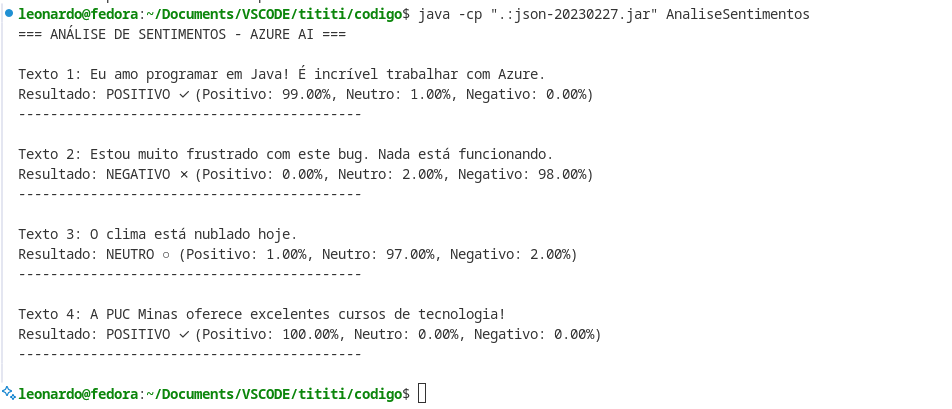 leonardo@fedora:~/Documents/VSCODE/tititi/codigo$ java -cp ".:json-20230227.jar" AnaliseSentimentos
=== ANÁLISE DE SENTIMENTOS - AZURE AI ===
Texto 1: Eu amo programar em Java! É incrível trabalhar com Azure.
Resultado: POSITIVO ✓ (Positivo: 99.00%, Neutro: 1.00%, Negativo: 0.00%)
-------------------------------------------
Texto 2: Estou muito frustrado com este bug. Nada está funcionando.
Resultado: NEGATIVO ✗ (Positivo: 0.00%, Neutro: 2.00%, Negativo: 98.00%)
-------------------------------------------
Texto 3: O clima está nublado hoje.
Resultado: NEUTRO ○ (Positivo: 1.00%, Neutro: 97.00%, Negativo: 2.00%)
-------------------------------------------
Texto 4: A PUC Minas oferece excelentes cursos de tecnologia!
Resultado: POSITIVO ✓ (Positivo: 100.00%, Neutro: 0.00%, Negativo: 0.00%)
-------------------------------------------
leonardo@fedora:~/Documents/VSCODE/tititi/codigo$